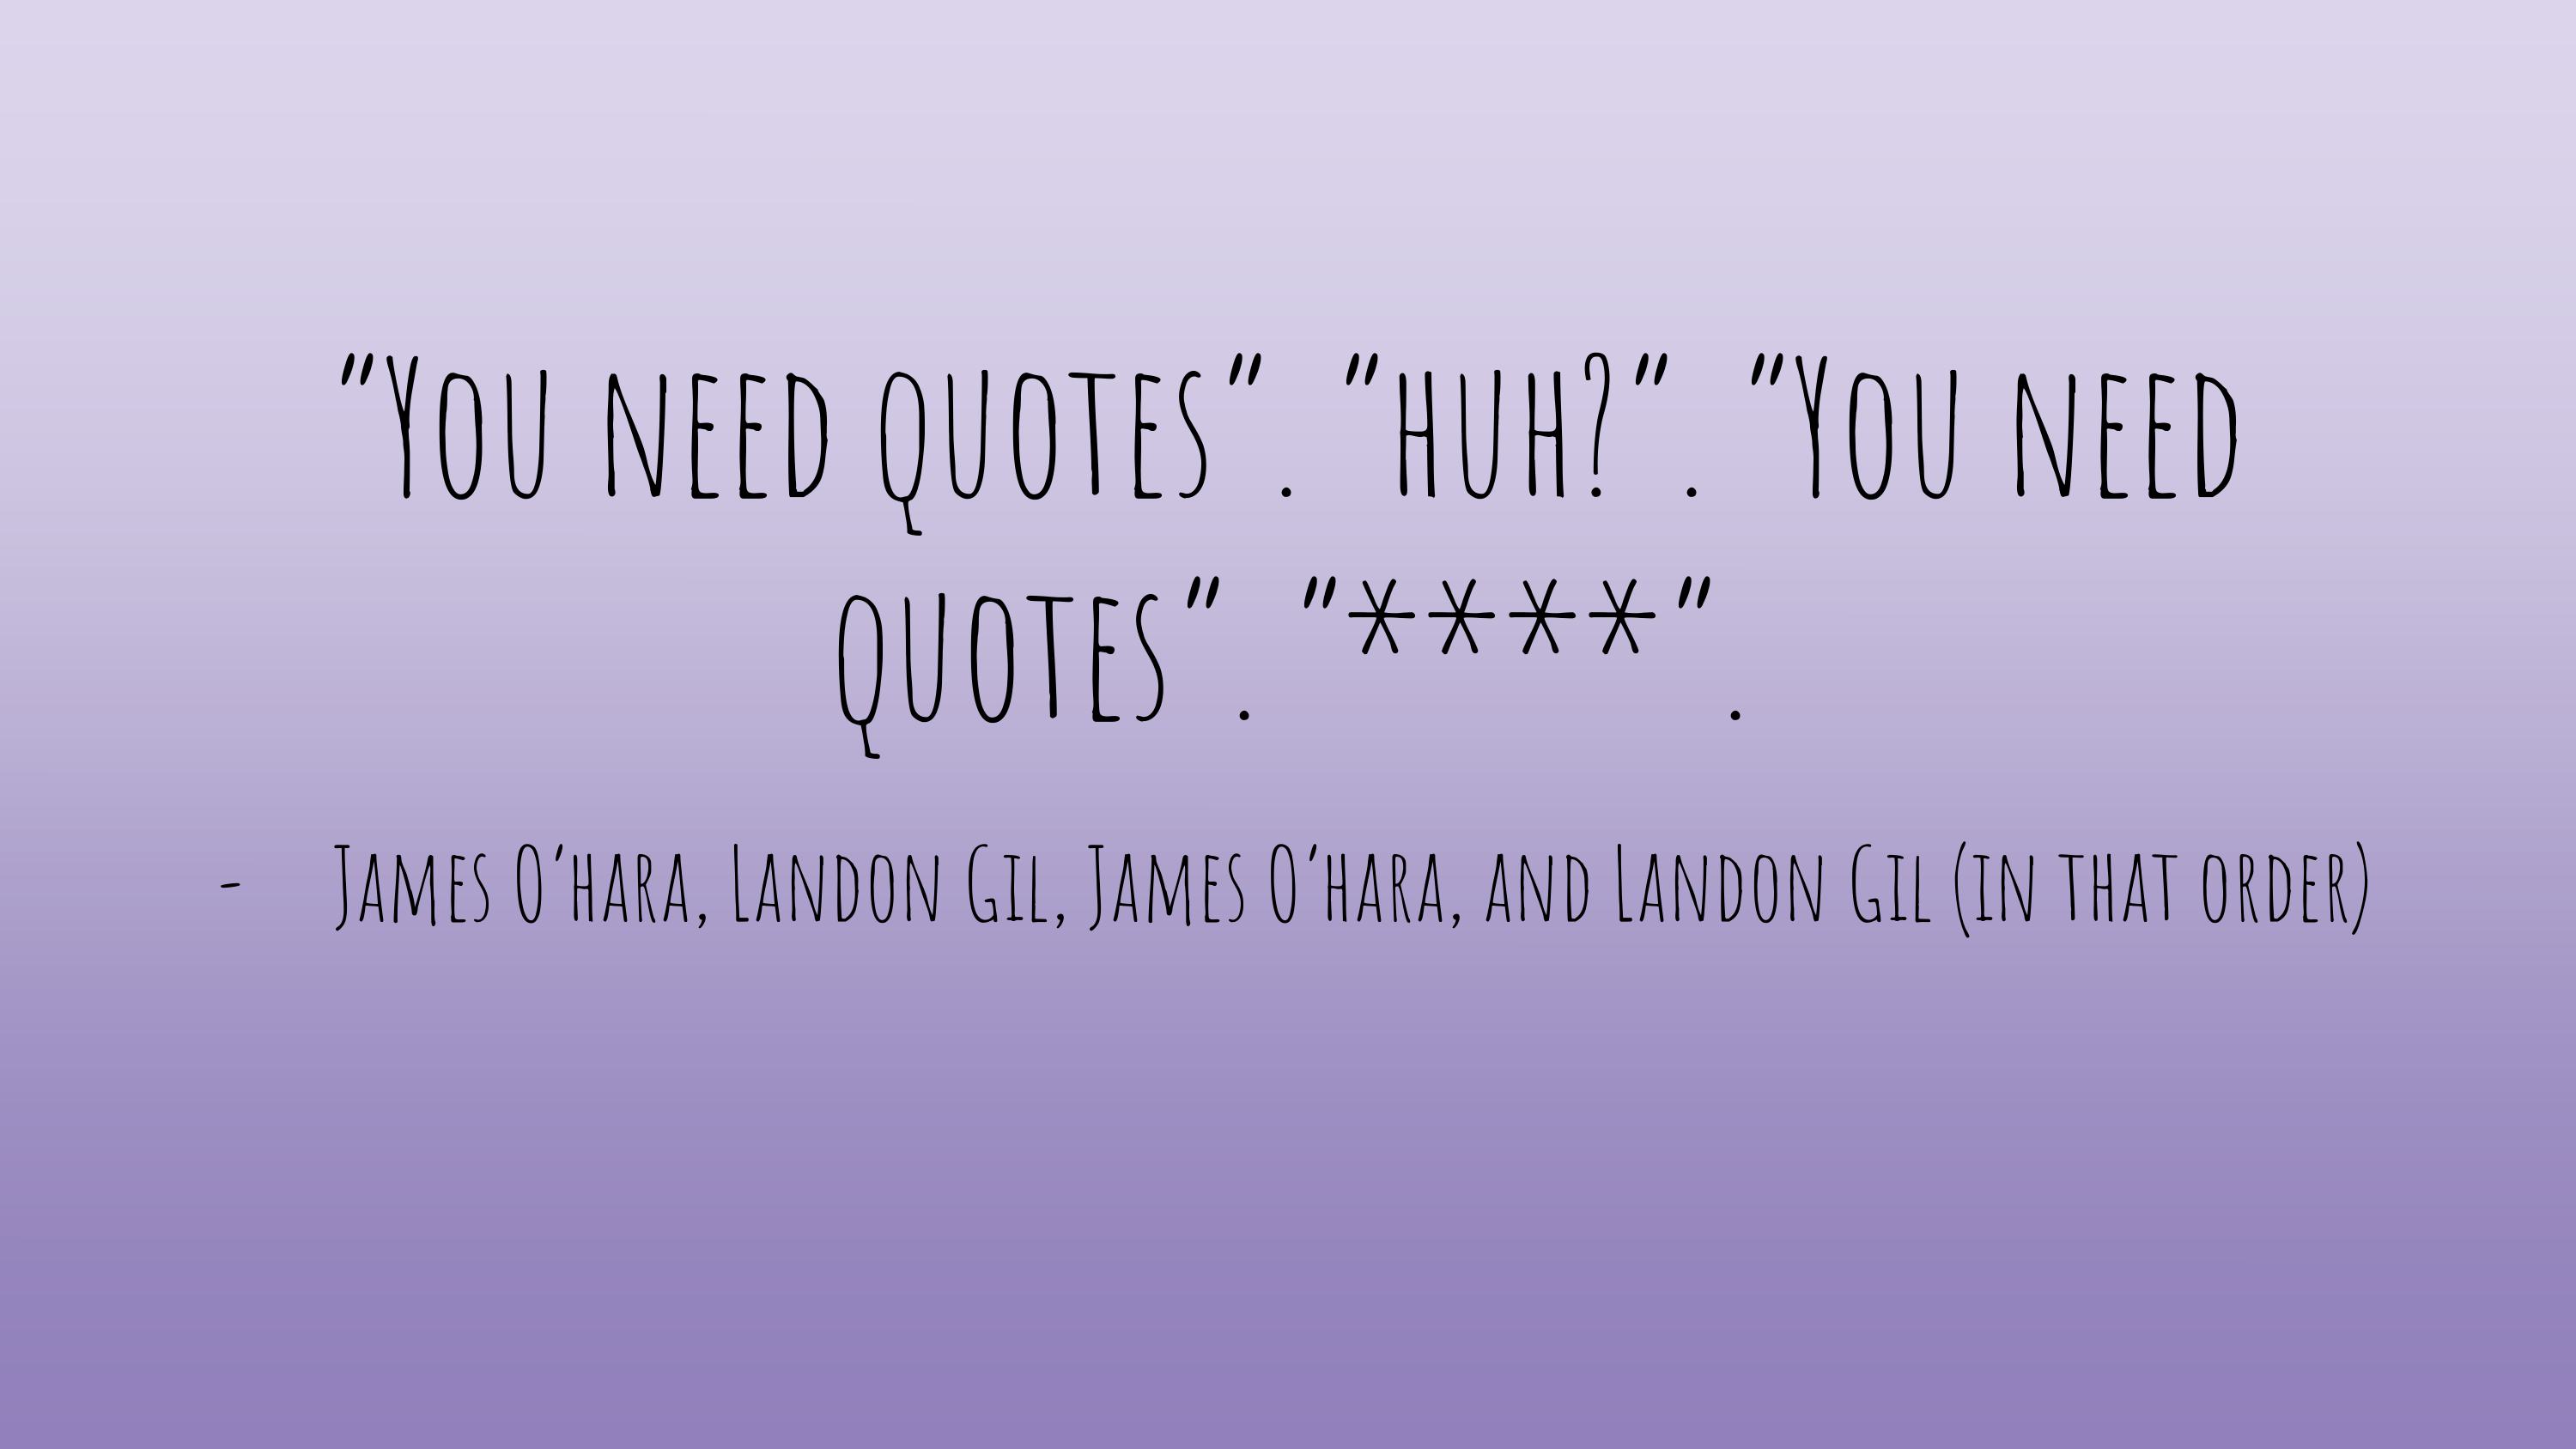 "You need quotes". "huh?". "You need
quotes". "****".
- James O'hara, Landon Gil, James O'hara, and Landon Gil (in that order)